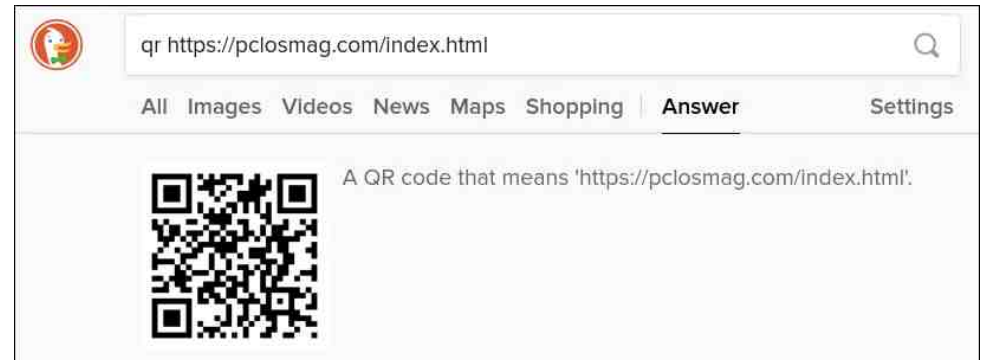 qr https://pclosmag.com/index.html
All Images Videos News Maps Shopping Answer Settings
A QR code that means 'https://pclosmag.com/index.html'.